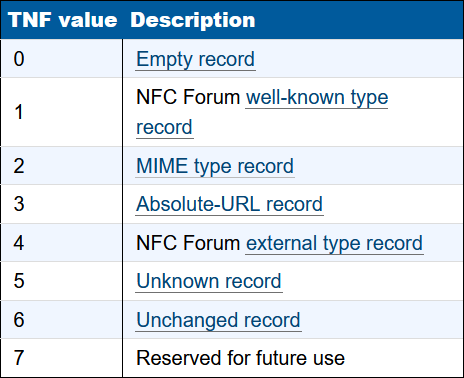 TNF value Description
0 Empty record
1 NFC Forum well-known type
record
2 MIME type record
3 Absolute-URL record
4 NFC Forum external type record
5 Unknown record
6 Unchanged record
7 Reserved for future use